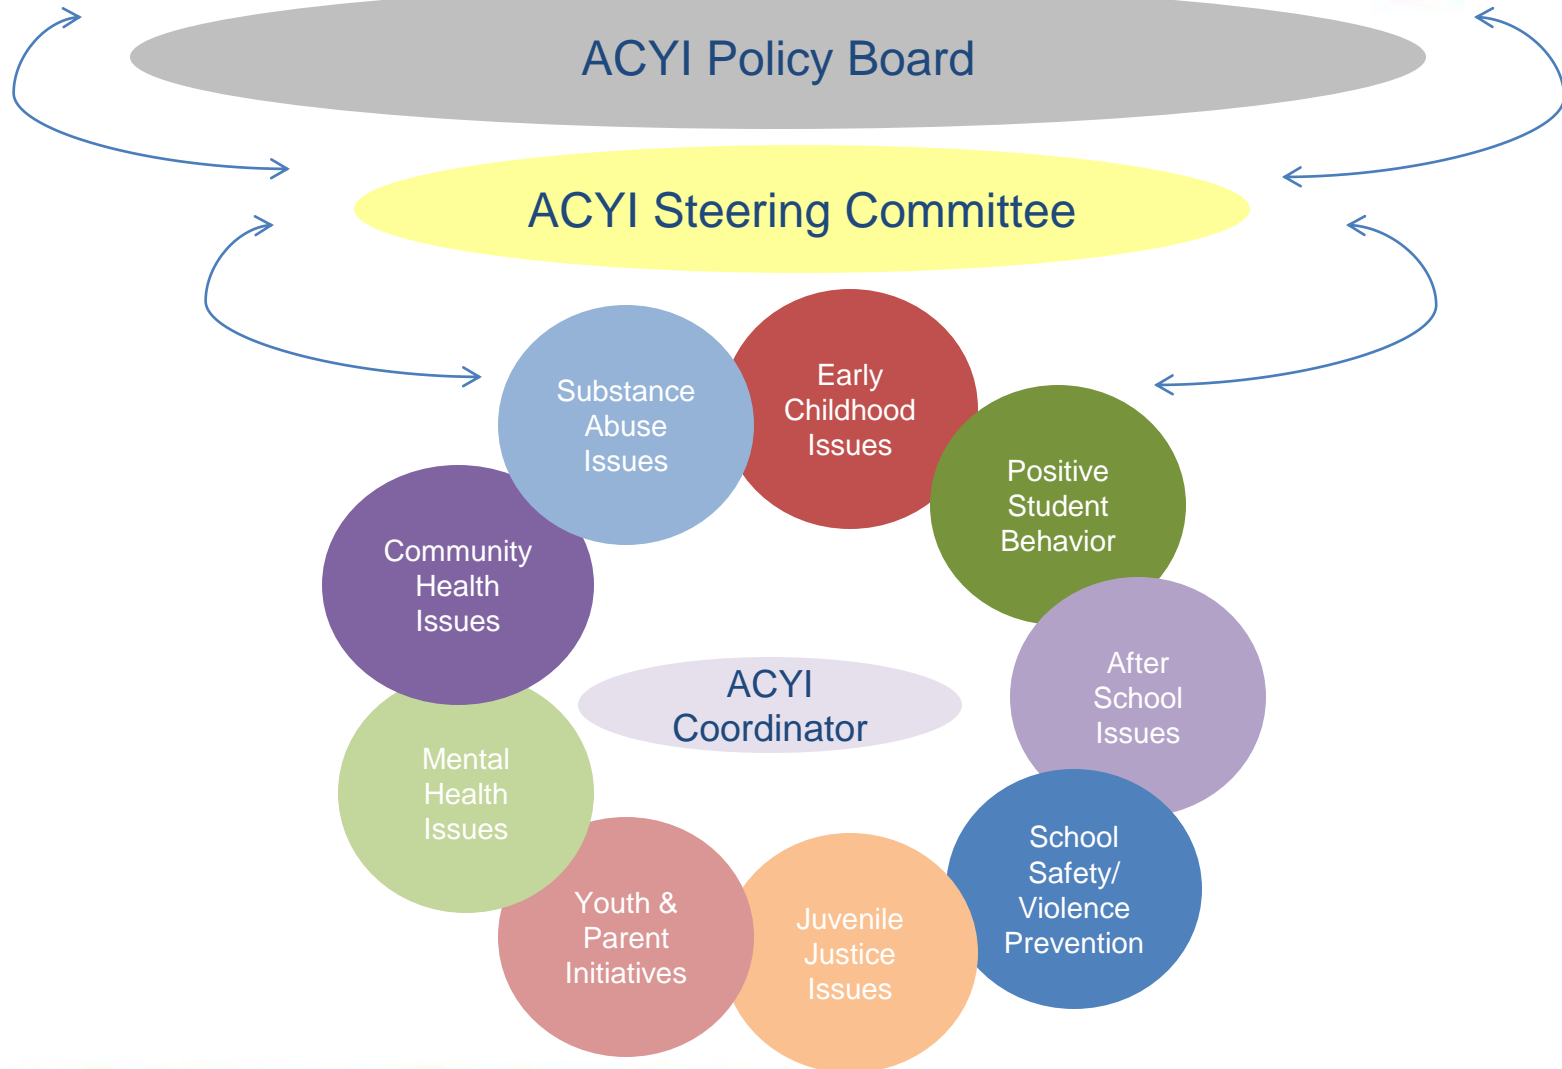 ACYI Policy Board
ACYI Steering Committee
Early
Childhood
Issues
Substance
Abuse
Issues
Positive
Student
Behavior
Community
Health
Issues
After
School
Issues
ACYI
Coordinator
Mental
Health
Issues
School
Safety/
Violence
Prevention
Youth &
Parent
Initiatives
Juvenile
Justice
Issues